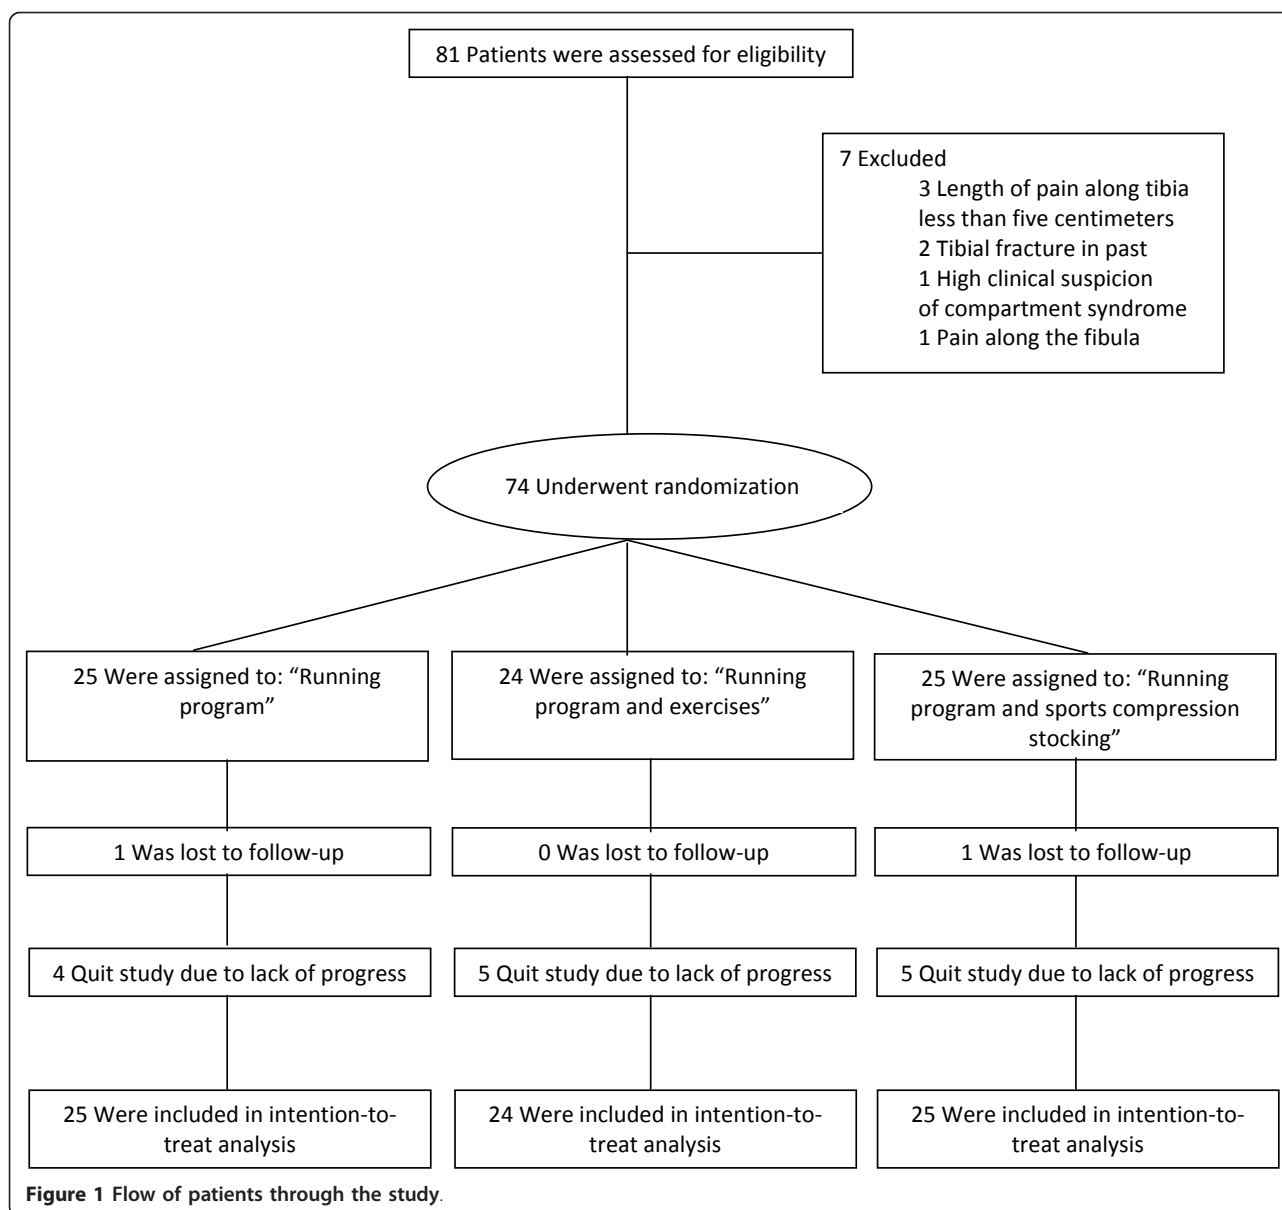 81 Patients were assessed for eligibility
7 Excluded
3 Length of pain along tibia
less than five centimeters
2 Tibial fracture in past
1 High clinical suspicion
of compartment syndrome
1 Pain along the fibula
74 Underwent randomization
25 Were assigned to: “Running
program”
24 Were assigned to: “Running
program and exercises”
25 Were assigned to: “Running
program and sports compression
stocking”
1 Was lost to follow-up
0 Was lost to follow-up
1 Was lost to follow-up
4 Quit study due to lack of progress
5 Quit study due to lack of progress
5 Quit study due to lack of progress
25 Were included in intention-to-
treat analysis
24 Were included in intention-to-
treat analysis
25 Were included in intention-to-
treat analysis
Figure 1 Flow of patients through the study.